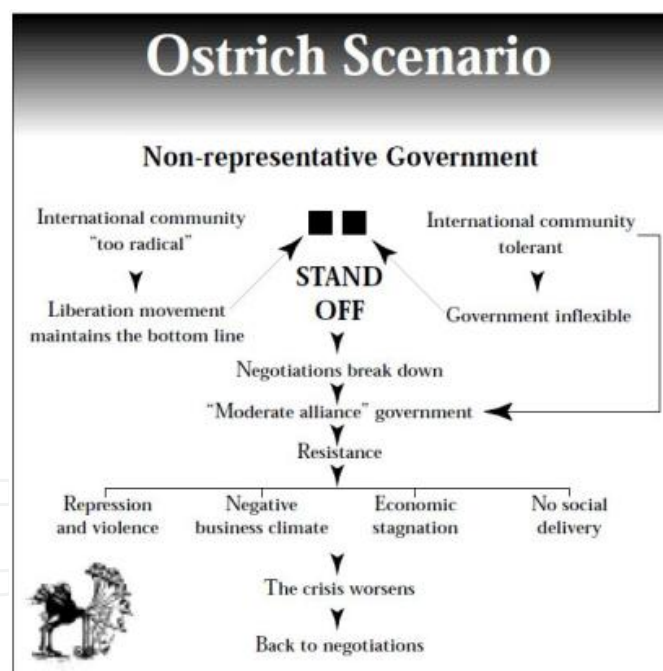 Ostrich Scenario
Non-representative Government
International community
"too radical"
International community
tolerant
STAND
OFF
Liberation movement
maintains the bottom line
Government inflexible
Negotiations break down
"Moderate alliance" government
Resistance
Repression
and violence
Negative
business climate
Economic
stagnation
No social
delivery
The crisis worsens
Back to negotiations